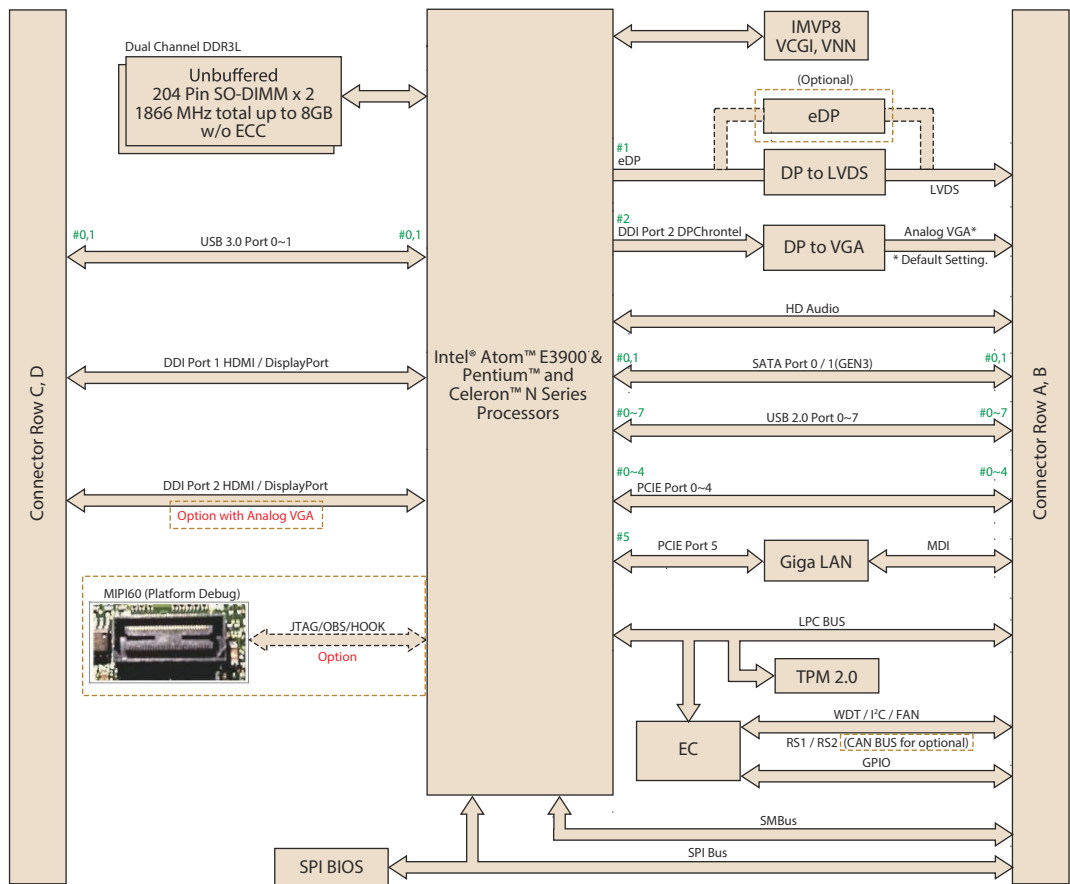 Dual Channel DDR3L
Unbuffered
204 Pin SO-DIMM x 2
1866 MHz total up to 8GB
w/o ECC
IMVP8
VCGI, VNN
(Optional)
eDP
#1
eDP
DP to LVDS
LVDS
#2
DDI Port 2 DPChrontel
DP to VGA
Analog VGA*
* Default Setting.
#0,1
USB 3.0 Port 0~1
#0,1
HD Audio
DDI Port 1 HDMI / DisplayPort
Intel® Atom™ E3900 &
Pentium™ and
Celeron™ N Series
Processors
#0,1
SATA Port 0 / 1(GEN3)
#0,1
#0~7
USB 2.0 Port 0~7
#0~7
Connector Row C, D
Connector Row A, B
DDI Port 2 HDMI / DisplayPort
Option with Analog VGA
#0~4
PCIE Port 0~4
#0~4
#5
PCIE Port 5
Giga LAN
MDI
MIPI60 (Platform Debug)
JTAG/OBS/HOOK
Option
LPC BUS
TPM 2.0
EC
WDT / I²C / FAN
RS1 / RS2 (CAN BUS for optional)
GPIO
SMBus
SPI Bus
SPI BIOS